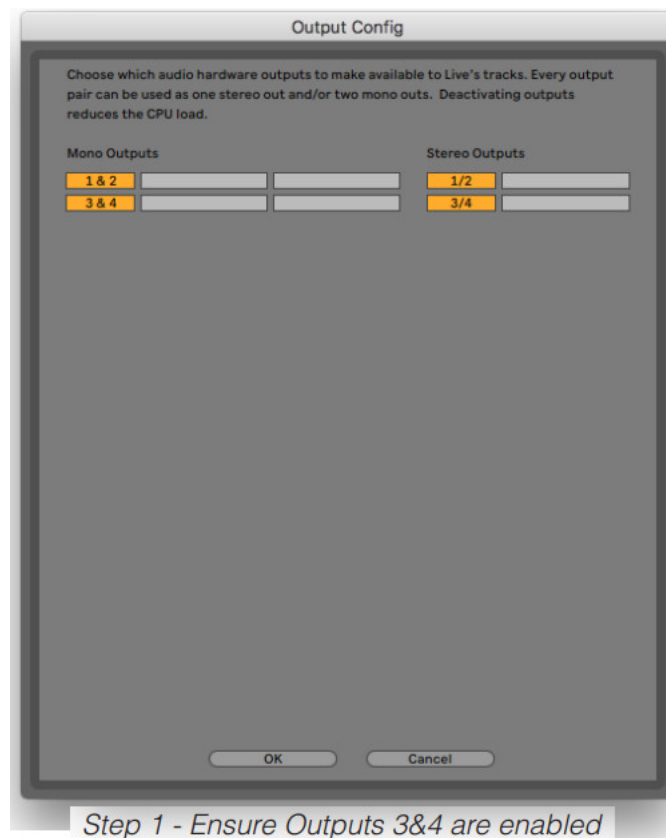 Output Config
Choose which audio hardware outputs to make available to Live's tracks. Every output
pair can be used as one stereo out and/or two mono outs. Deactivating outputs
reduces the CPU load.
Mono Outputs
Stereo Outputs
1 & 2
1/2
3 & 4
3/4
OK
Cancel
Step 1 - Ensure Outputs 3&4 are enabled